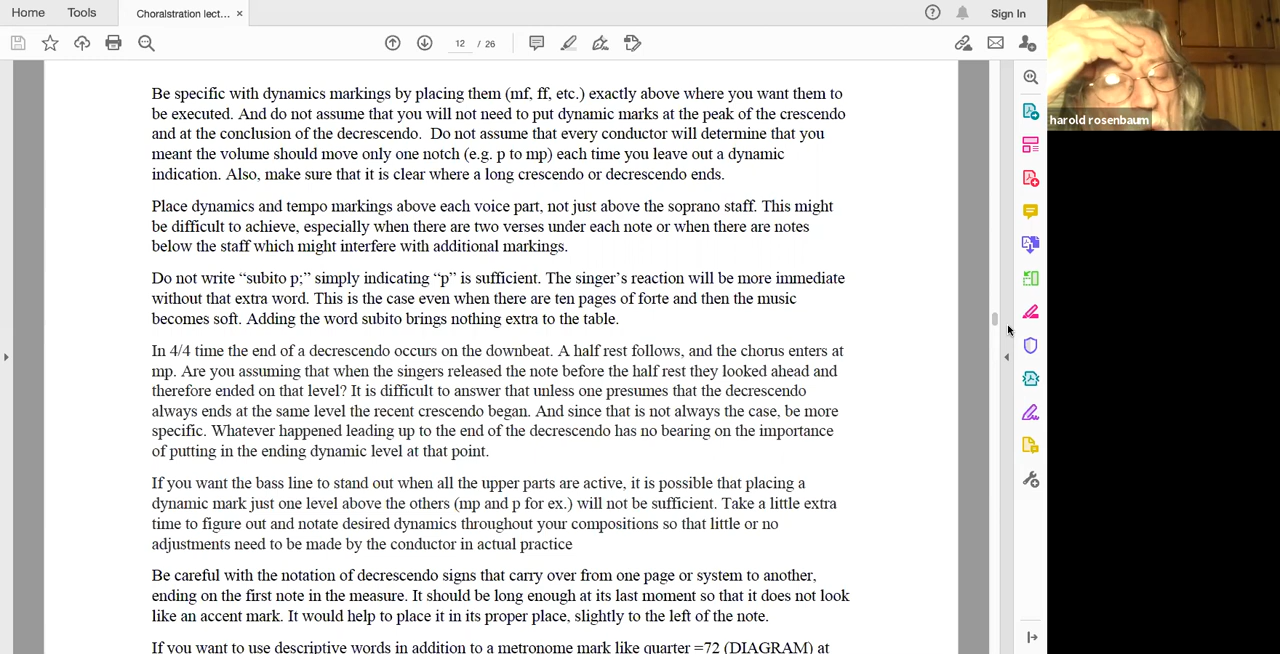 Home Tools Choralstration lect... × Sign In
12 / 26
Be specific with dynamics markings by placing them (mf, ff, etc.) exactly above where you want them to
be executed. And do not assume that you will not need to put dynamic marks at the peak of the crescendo
and at the conclusion of the decrescendo.  Do not assume that every conductor will determine that you
meant the volume should move only one notch (e.g. p to mp) each time you leave out a dynamic
indication. Also, make sure that it is clear where a long crescendo or decrescendo ends.
Place dynamics and tempo markings above each voice part, not just above the soprano staff. This might
be difficult to achieve, especially when there are two verses under each note or when there are notes
below the staff which might interfere with additional markings.
Do not write “subito p;” simply indicating “p” is sufficient. The singer’s reaction will be more immediate
without that extra word. This is the case even when there are ten pages of forte and then the music
becomes soft. Adding the word subito brings nothing extra to the table.
In 4/4 time the end of a decrescendo occurs on the downbeat. A half rest follows, and the chorus enters at
mp. Are you assuming that when the singers released the note before the half rest they looked ahead and
therefore ended on that level? It is difficult to answer that unless one presumes that the decrescendo
always ends at the same level the recent crescendo began. And since that is not always the case, be more
specific. Whatever happened leading up to the end of the decrescendo has no bearing on the importance
of putting in the ending dynamic level at that point.
If you want the bass line to stand out when all the upper parts are active, it is possible that placing a
dynamic mark just one level above the others (mp and p for ex.) will not be sufficient. Take a little extra
time to figure out and notate desired dynamics throughout your compositions so that little or no
adjustments need to be made by the conductor in actual practice
Be careful with the notation of decrescendo signs that carry over from one page or system to another,
ending on the first note in the measure. It should be long enough at its last moment so that it does not look
like an accent mark. It would help to place it in its proper place, slightly to the left of the note.
If you want to use descriptive words in addition to a metronome mark like quarter =72 (DIAGRAM) at
harold rosenbaum